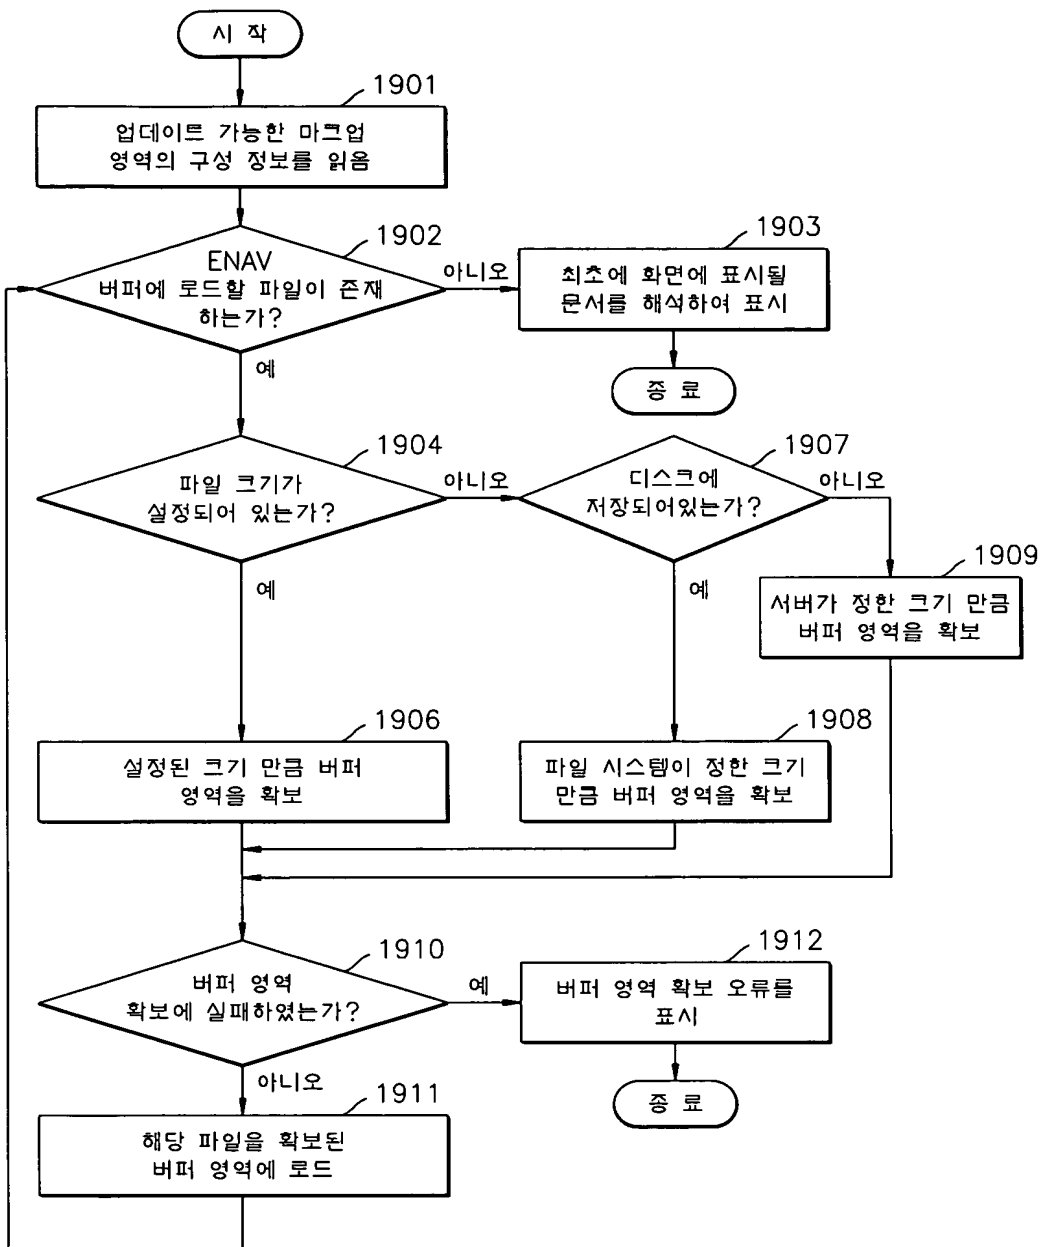 시 작
1901
업데이트 가능한 마크업
영역의 구성 정보를 읽음
1902
ENAV
버퍼에 로드할 파일이 존재
하는가?
아니오
1903
최초에 화면에 표시될
문서를 해석하여 표시
종 료
예
1904
파일 크기가
설정되어 있는가?
아니오
1907
디스크에
저장되어있는가?
아니오
예
예
1909
서버가 정한 크기 만큼
버퍼 영역을 확보
1906
설정된 크기 만큼 버퍼
영역을 확보
1908
파일 시스템이 정한 크기
만큼 버퍼 영역을 확보
1910
버퍼 영역
확보에 실패하였는가?
예
1912
버퍼 영역 확보 오류를
표시
종 료
아니오
1911
해당 파일을 확보된
버퍼 영역에 로드